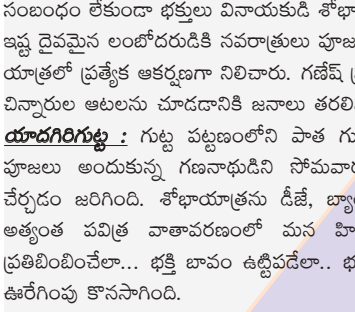 సంబంధం లేకుండా భక్తులు వినాయకుడి శోభా
ఇష్ట దైవమైన లంబోదరుడికి నవరాత్రులు పూజ
యాత్రలో ప్రత్యేక ఆకర్షణగా నిలిచారు. గణేష్
చిన్నారుల ఆటలను చూడడానికి జనాలు తరలి
యాదగిరిగుట్ట : గుట్ట పట్టణంలోని పాత గు
పూజలు అందుకున్న గణనాథుడిని సోమవార
చేర్చడం జరిగింది. శోభాయాత్రను డీజే, బ్యా
అత్యంత పవిత్ర వాతావరణంలో మన హి
ప్రతిబింబించేలా... భక్తి బావం ఉట్టిపడేలా.. భ
ఊరేగింపు కొనసాగింది.